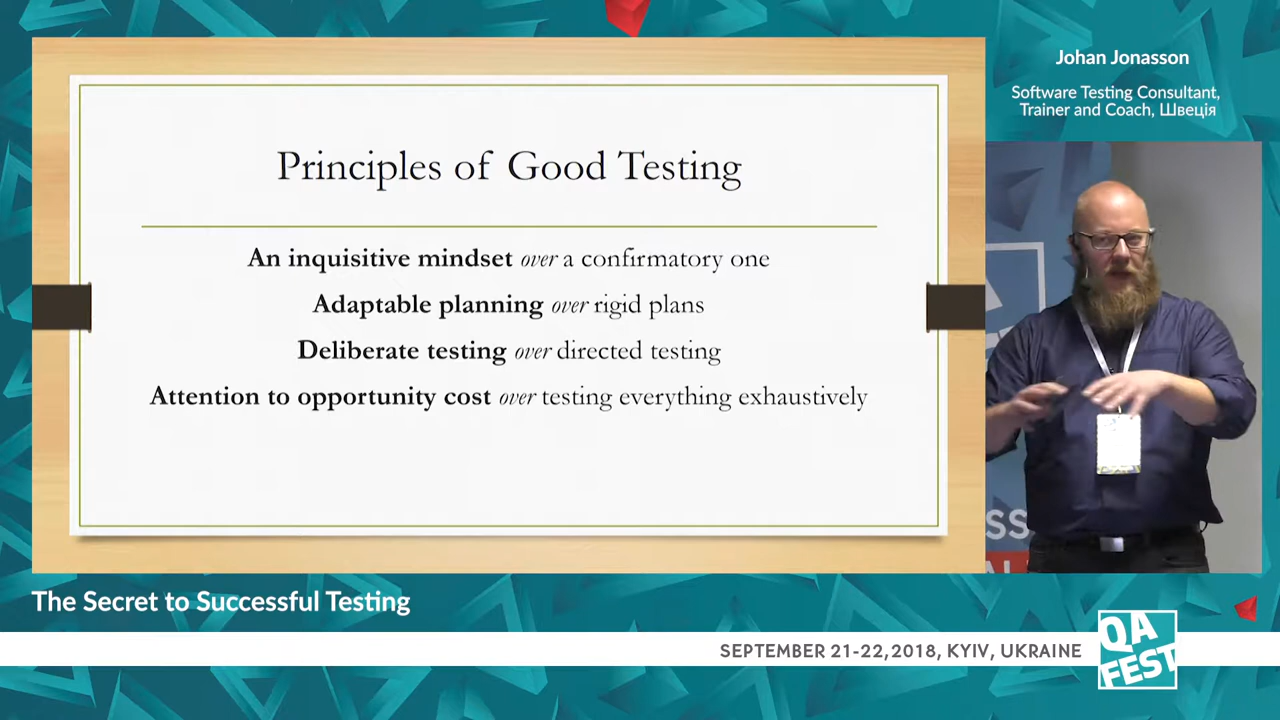 Johan Jonasson
Software Testing Consultant,
Trainer and Coach, Швеція
Principles of Good Testing
An inquisitive mindset over a confirmatory one
Adaptable planning over rigid plans
Deliberate testing over directed testing
Attention to opportunity cost over testing everything exhaustively
The Secret to Successful Testing
SEPTEMBER 21-22,2018, KYIV, UKRAINE
QA
FEST